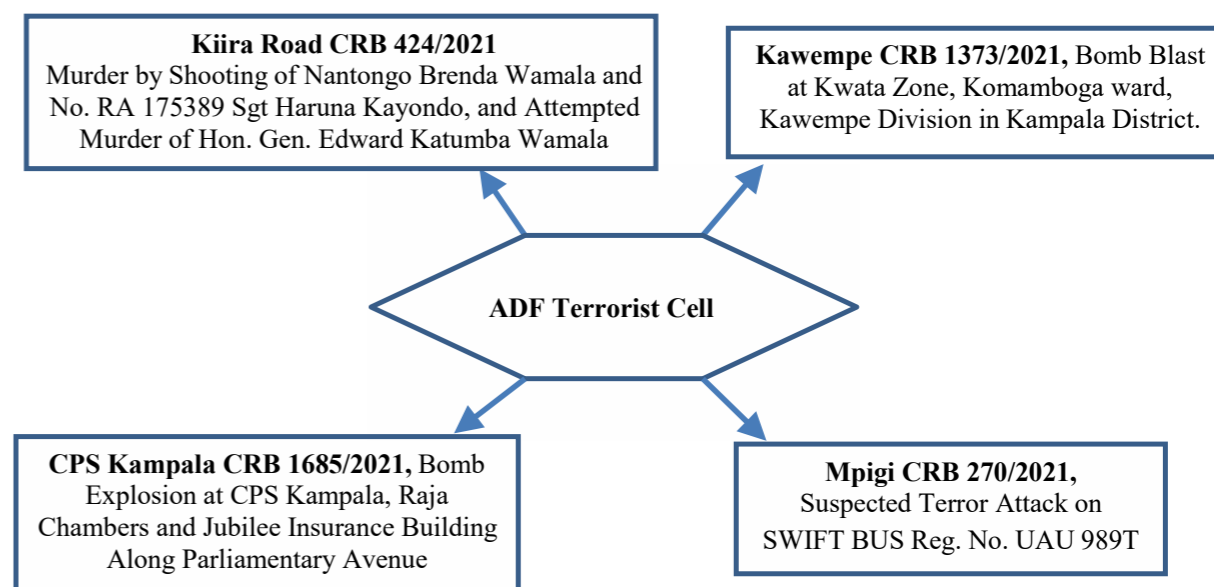 Kiira Road CRB 424/2021
Murder by Shooting of Nantongo Brenda Wamala and
No. RA 175389 Sgt Haruna Kayondo, and Attempted
Murder of Hon. Gen. Edward Katumba Wamala
Kawempe CRB 1373/2021, Bomb Blast
at Kwata Zone, Komamboga ward,
Kawempe Division in Kampala District.
ADF Terrorist Cell
CPS Kampala CRB 1685/2021, Bomb
Explosion at CPS Kampala, Raja
Chambers and Jubilee Insurance Building
Along Parliamentary Avenue
Mpigi CRB 270/2021,
Suspected Terror Attack on
SWIFT BUS Reg. No. UAU 989T